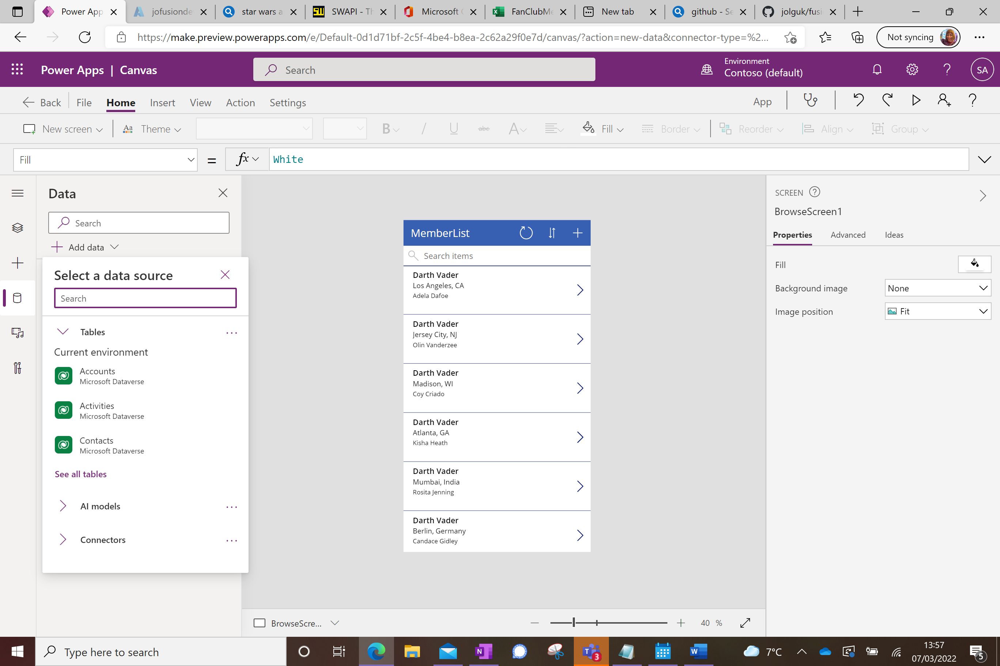 Power App
jofusionde
star wars a
SWAPI - Th
Microsoft
FanClubMe
New tab
github - Se
jolguk/fusi
https://make.preview.powerapps.com/e/Default-0d1d71bf-2c5f-4be4-b8ea-2c62a29f0e7d/canvas/?action=new-data&connector-type=%2...
Not syncing
Power Apps | Canvas
Search
Environment
Contoso (default)
SA
Back
File
Home
Insert
View
Action
Settings
App
New screen
Theme
B
/
U
abc
A
Fill
Border
Reorder
Align
Group
Fill
=
fx
White
Data
Search
Add data
Select a data source
Search
Tables
Current environment
Accounts
Microsoft Dataverse
Activities
Microsoft Dataverse
Contacts
Microsoft Dataverse
See all tables
AI models
Connectors
MemberList
Search items
Darth Vader
Los Angeles, CA
Adela Dafoe
Darth Vader
Jersey City, NJ
Olin Vanderzee
Darth Vader
Madison, WI
Coy Criado
Darth Vader
Atlanta, GA
Kisha Heath
Darth Vader
Mumbai, India
Rosita Jenning
Darth Vader
Berlin, Germany
Candace Gidley
BrowseScre...
40 %
SCREEN
BrowseScreen1
Properties
Advanced
Ideas
Fill
Background image
None
Image position
Fit
Type here to search
3
7°C
13:57
07/03/2022
5